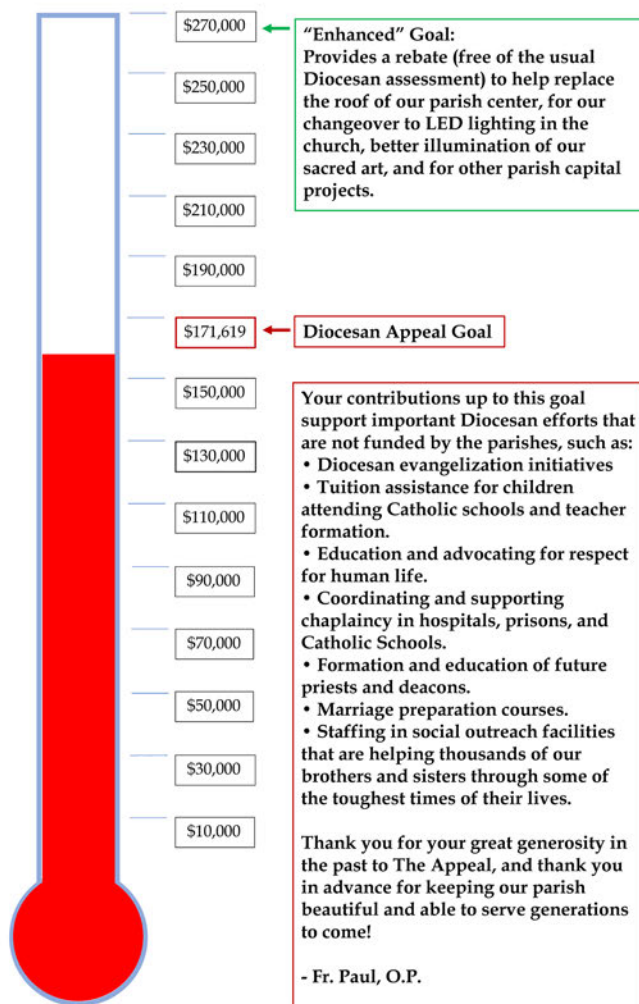 $270,000
“Enhanced” Goal:
Provides a rebate (free of the usual
Diocesan assessment) to help replace
the roof of our parish center, for our
changeover to LED lighting in the
church, better illumination of our
sacred art, and for other parish capital
projects.
$250,000
$230,000
$210,000
$190,000
$171,619
Diocesan Appeal Goal
$150,000
$130,000
$110,000
$90,000
$70,000
$50,000
$30,000
$10,000
Your contributions up to this goal
support important Diocesan efforts that
are not funded by the parishes, such as:
• Diocesan evangelization initiatives
• Tuition assistance for children
attending Catholic schools and teacher
formation.
• Education and advocating for respect
for human life.
• Coordinating and supporting
chaplaincy in hospitals, prisons, and
Catholic Schools.
• Formation and education of future
priests and deacons.
• Marriage preparation courses.
• Staffing in social outreach facilities
that are helping thousands of our
brothers and sisters through some of
the toughest times of their lives.
Thank you for your great generosity in
the past to The Appeal, and thank you
in advance for keeping our parish
beautiful and able to serve generations
to come!
- Fr. Paul, O.P.